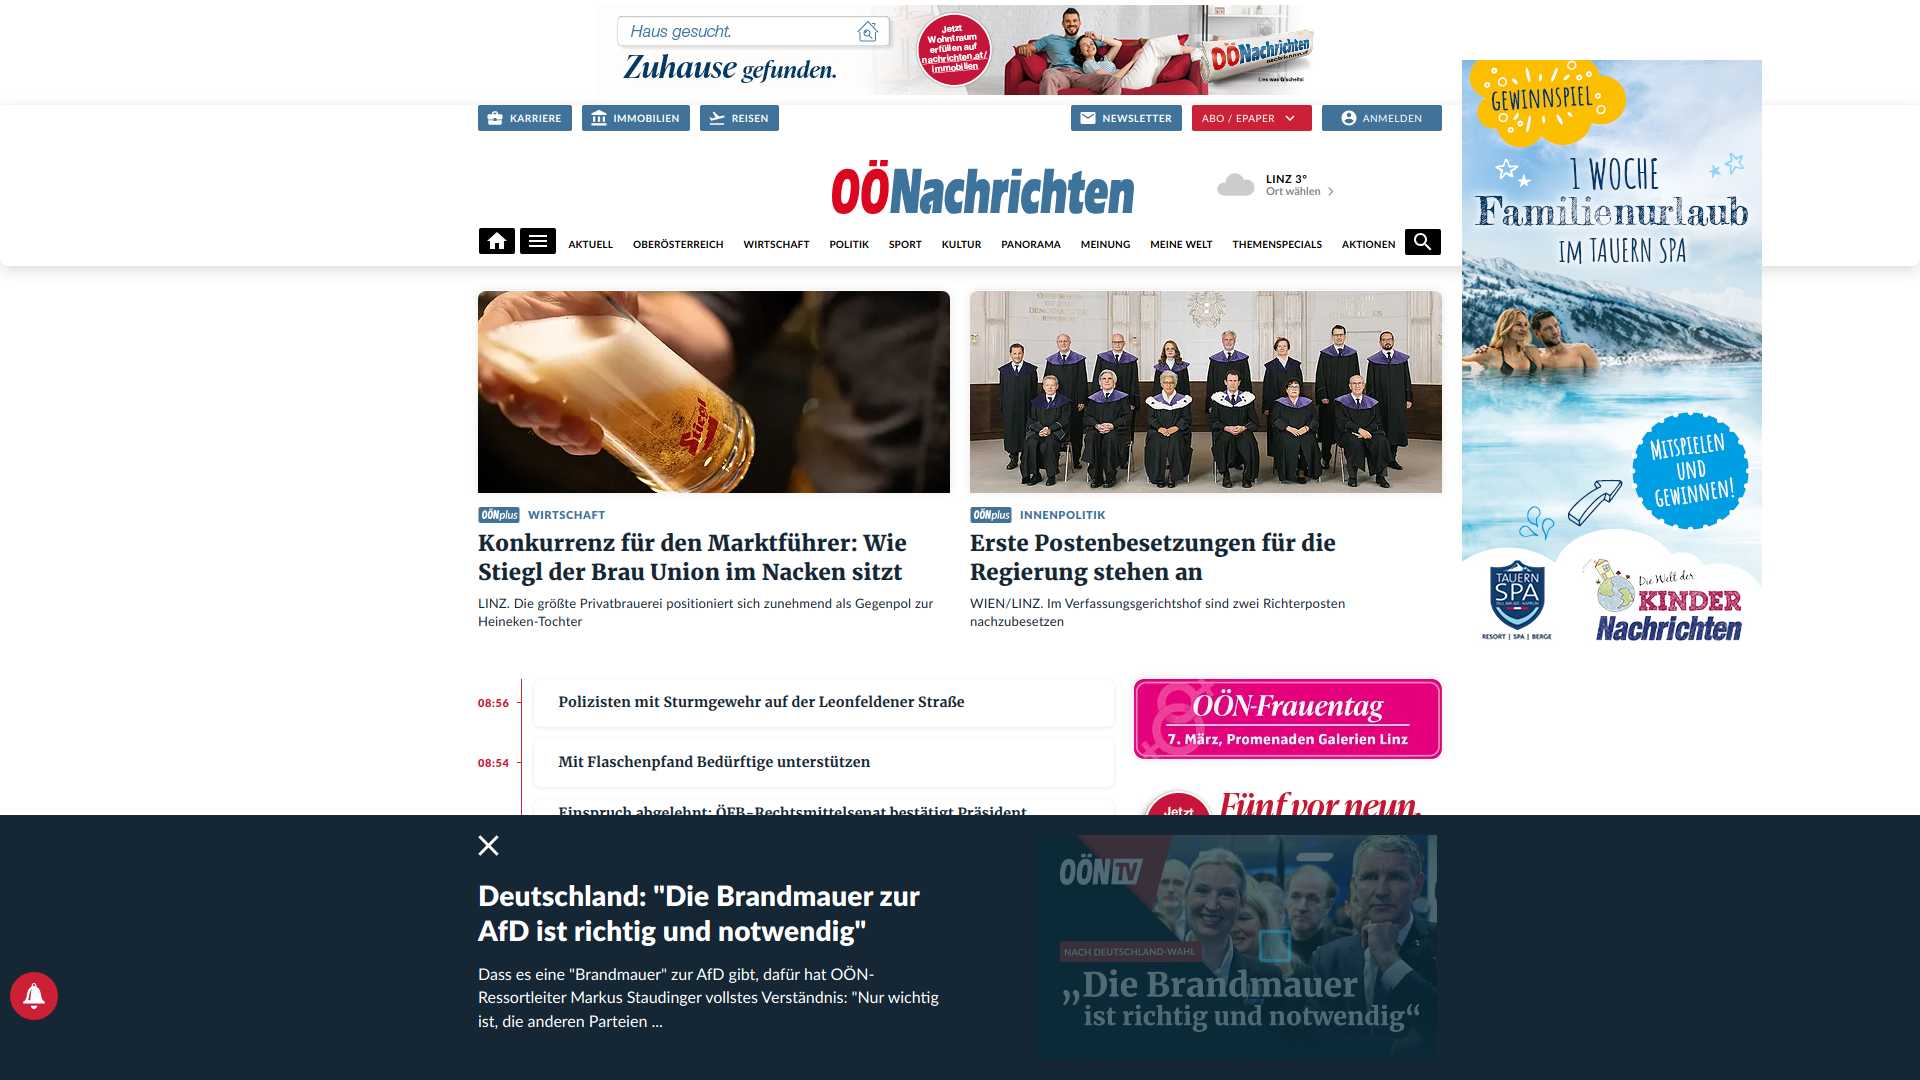 Haus gesucht.
Zuhause gefunden.
Jetzt
Wohntraum
erfüllen auf
nachrichten.at/
immobilien
OÖNachrichten
Lies was G'scheits!
KARRIERE
IMMOBILIEN
REISEN
NEWSLETTER
ABO / EPAPER
ANMELDEN
OÖNachrichten
LINZ 3°
Ort wählen
AKTUELL
OBERÖSTERREICH
WIRTSCHAFT
POLITIK
SPORT
KULTUR
PANORAMA
MEINUNG
MEINE WELT
THEMENSPECIALS
AKTIONEN
GEWINNSPIEL
1 WOCHE
Familienurlaub
IM TAUERN SPA
MITSPIELEN
UND
GEWINNEN!
TAUERN
SPA
RESORT | SPA | BERGE
Die Welt der
KINDER
Nachrichten
Stiegl
OÖNplus WIRTSCHAFT
Konkurrenz für den Marktführer: Wie
Stiegl der Brau Union im Nacken sitzt
LINZ. Die größte Privatbrauerei positioniert sich zunehmend als Gegenpol zur
Heineken-Tochter
OÖNplus INNENPOLITIK
Erste Postenbesetzungen für die
Regierung stehen an
WIEN/LINZ. Im Verfassungsgerichtshof sind zwei Richterposten
nachzubesetzen
08:56
Polizisten mit Sturmgewehr auf der Leonfeldener Straße
08:54
Mit Flaschenpfand Bedürftige unterstützen
Einspruch abgelehnt: ÖFB-Rechtsmittelsenat bestätigt Präsident
OÖN-Frauentag
7. März, Promenaden Galerien Linz
Jetzt
Fünf vor neun.
Deutschland: "Die Brandmauer zur
AfD ist richtig und notwendig"
Dass es eine "Brandmauer" zur AfD gibt, dafür hat OÖN-
Ressortleiter Markus Staudinger vollstes Verständnis: "Nur wichtig
ist, die anderen Parteien ...
OÖN TV
NACH DEUTSCHLAND-WAHL
„Die Brandmauer
ist richtig und notwendig“